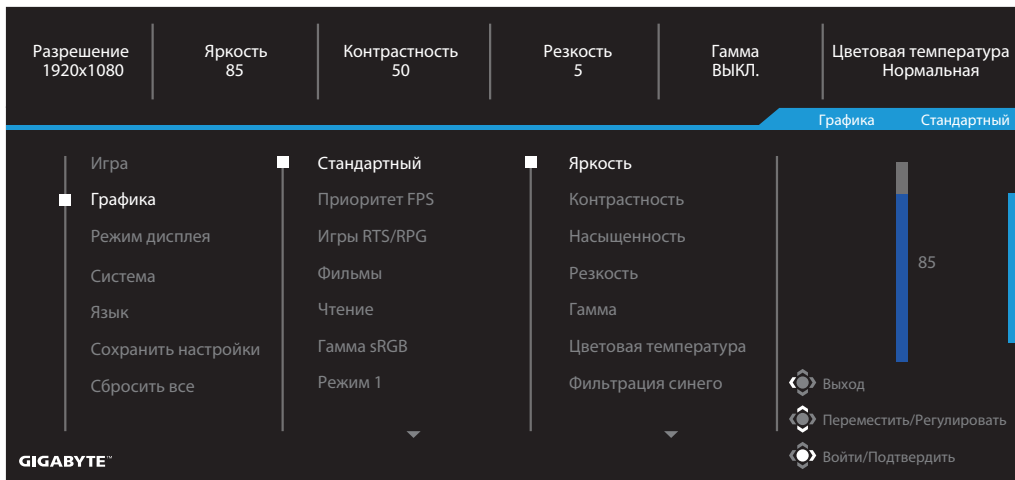 Разрешение
1920x1080
Яркость
85
Контрастность
50
Резкость
5
Гамма
ВЫКЛ.
Цветовая температура
Нормальная
Графика
Стандартный
Игра
Графика
Режим дисплея
Система
Язык
Сохранить настройки
Сбросить все
Стандартный
Приоритет FPS
Игры RTS/RPG
Фильмы
Чтение
Гамма sRGB
Режим 1
Яркость
Контрастность
Насыщенность
Резкость
Гамма
Цветовая температура
Фильтрация синего
85
Выход
Переместить/Регулировать
Войти/Подтвердить
GIGABYTE™